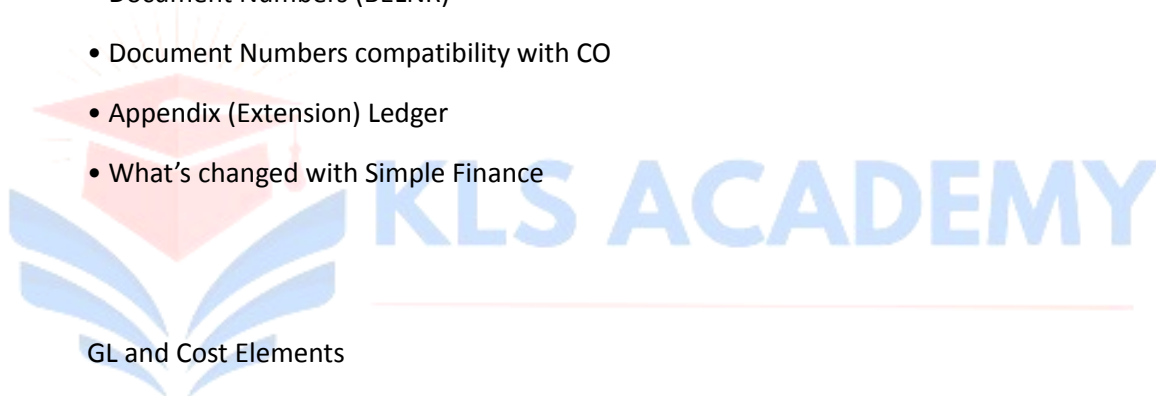 • Document Numbers compatibility with CO
• Appendix (Extension) Ledger
• What’s changed with Simple Finance
KLS ACADEMY
GL and Cost Elements